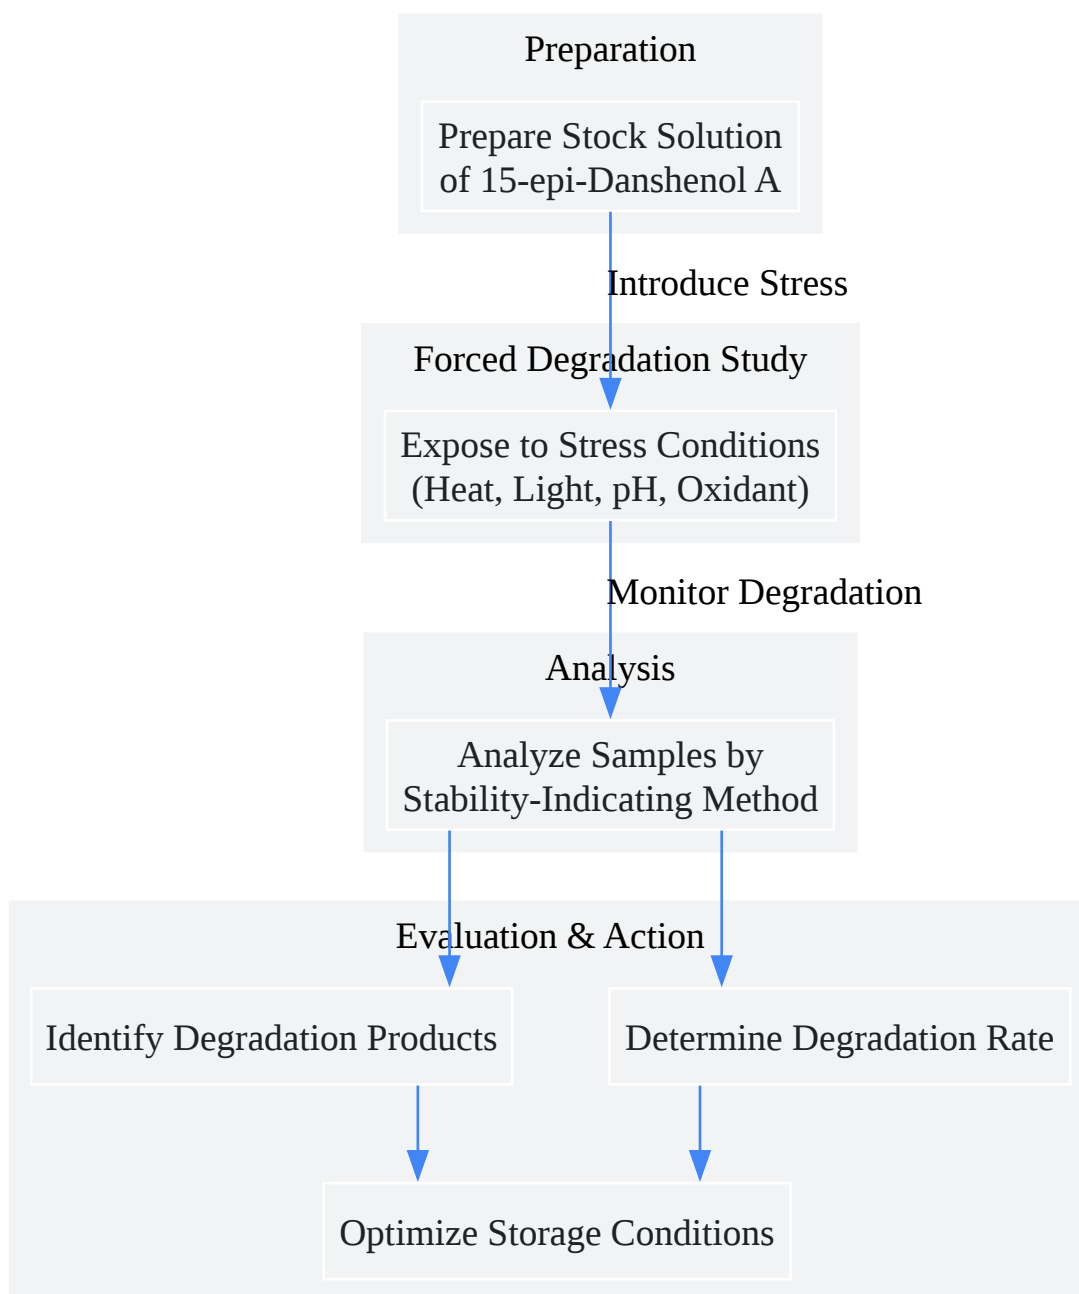 Preparation
Prepare Stock Solution
of 15-epi-Danshenol A
Introduce Stress
Forced Degradation Study
Expose to Stress Conditions
(Heat, Light, pH, Oxidant)
Monitor Degradation
Analysis
Analyze Samples by
Stability-Indicating Method
Evaluation & Action
Identify Degradation Products
Determine Degradation Rate
Optimize Storage Conditions